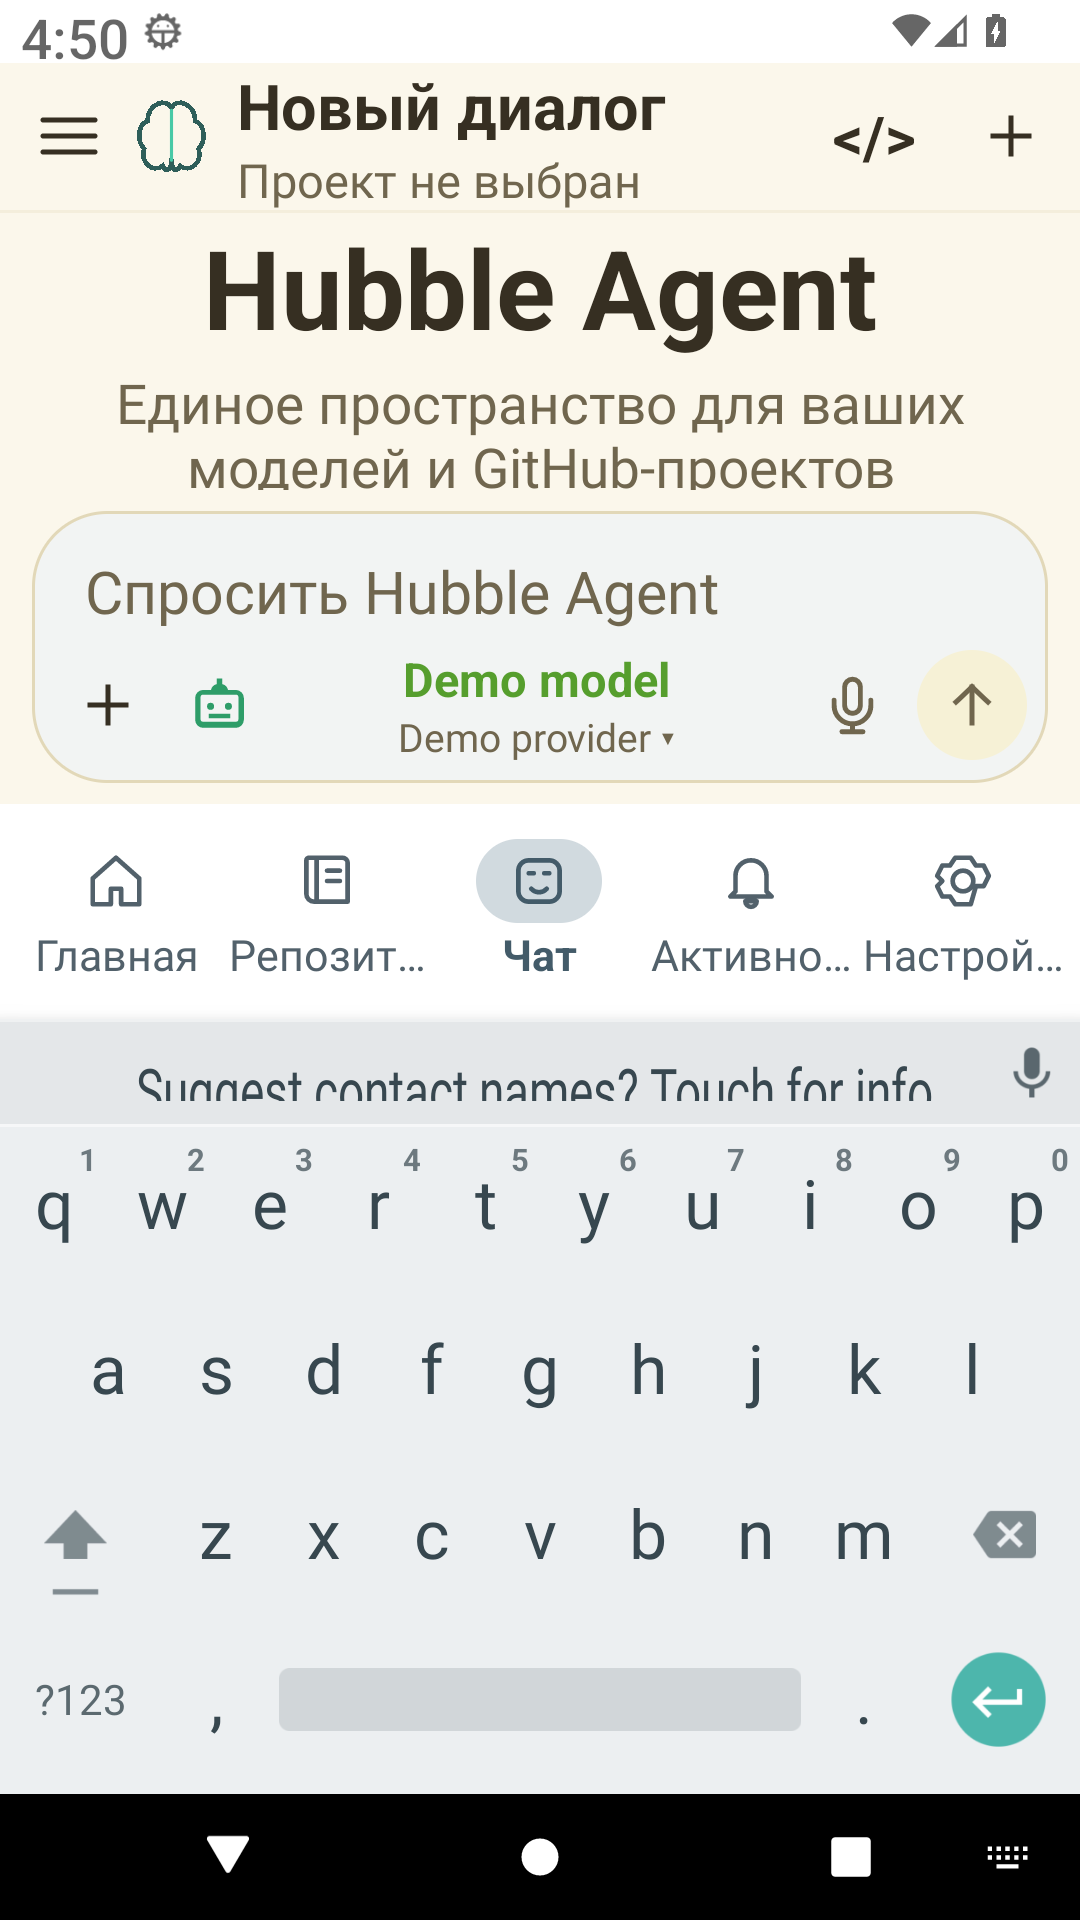 4:50
Новый диалог
Проект не выбран
</>
Hubble Agent
Единое пространство для ваших
моделей и GitHub-проектов
Спросить Hubble Agent
Demo model
Demo provider ▾
Главная Репозит... Чат Активно... Настрой...
Suggest contact names? Touch for info
1 2 3 4 5 6 7 8 9 0
q w e r t y u i o p
a s d f g h j k l
z x c v b n m
?123 , .